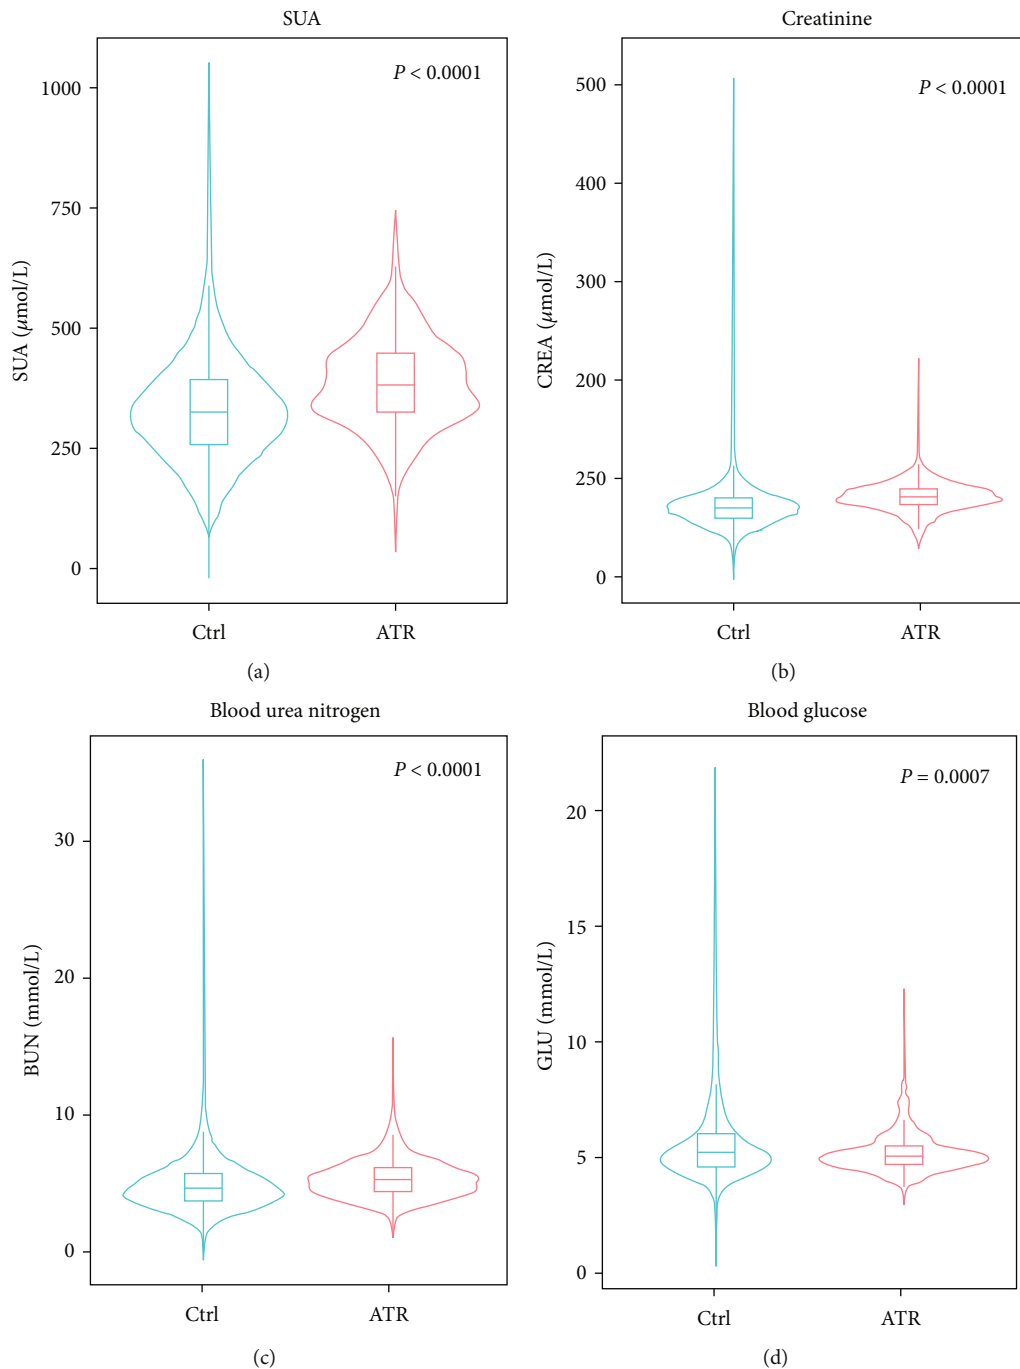 SUA
P < 0.0001
1000
750
500
250
0
SUA (μmol/L)
Ctrl
ATR
(a)
Creatinine
P < 0.0001
500
400
300
200
250
0
CREA (μmol/L)
Ctrl
ATR
(b)
Blood urea nitrogen
P < 0.0001
30
20
10
0
BUN (mmol/L)
Ctrl
ATR
(c)
Blood glucose
P = 0.0007
20
15
10
5
0
GLU (mmol/L)
Ctrl
ATR
(d)